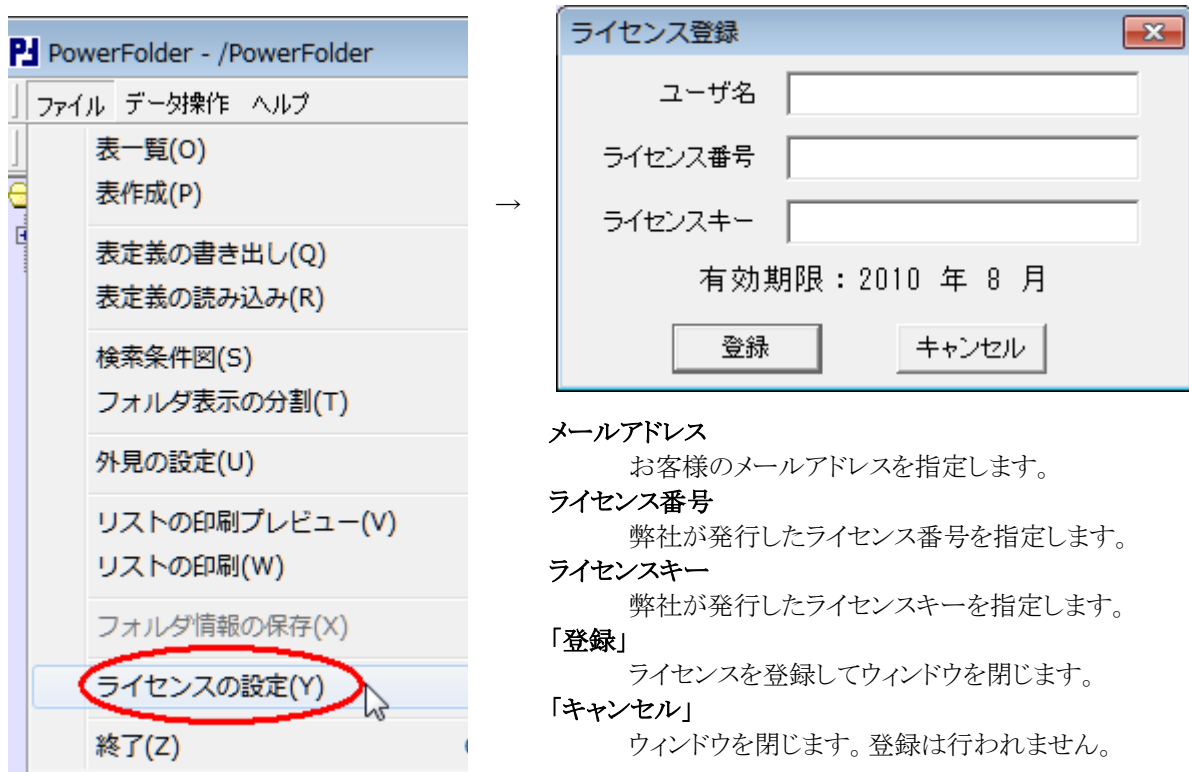 PowerFolder - /PowerFolder
ファイル データ操作 ヘルプ
表一覧(O)
表作成(P)
表定義の書き出し(Q)
表定義の読み込み(R)
検索条件図(S)
フォルダ表示の分割(T)
外見の設定(U)
リストの印刷プレビュー(V)
リストの印刷(W)
フォルダ情報の保存(X)
ライセンスの設定(Y)
終了(Z)
→
ライセンス登録
ユーザ名
ライセンス番号
ライセンスキー
有効期限：2010 年 8 月
登録 キャンセル
メールアドレス
お客様のメールアドレスを指定します。
ライセンス番号
弊社が発行したライセンス番号を指定します。
ライセンスキー
弊社が発行したライセンスキーを指定します。
「登録」
ライセンスを登録してウィンドウを閉じます。
「キャンセル」
ウィンドウを閉じます。登録は行われません。